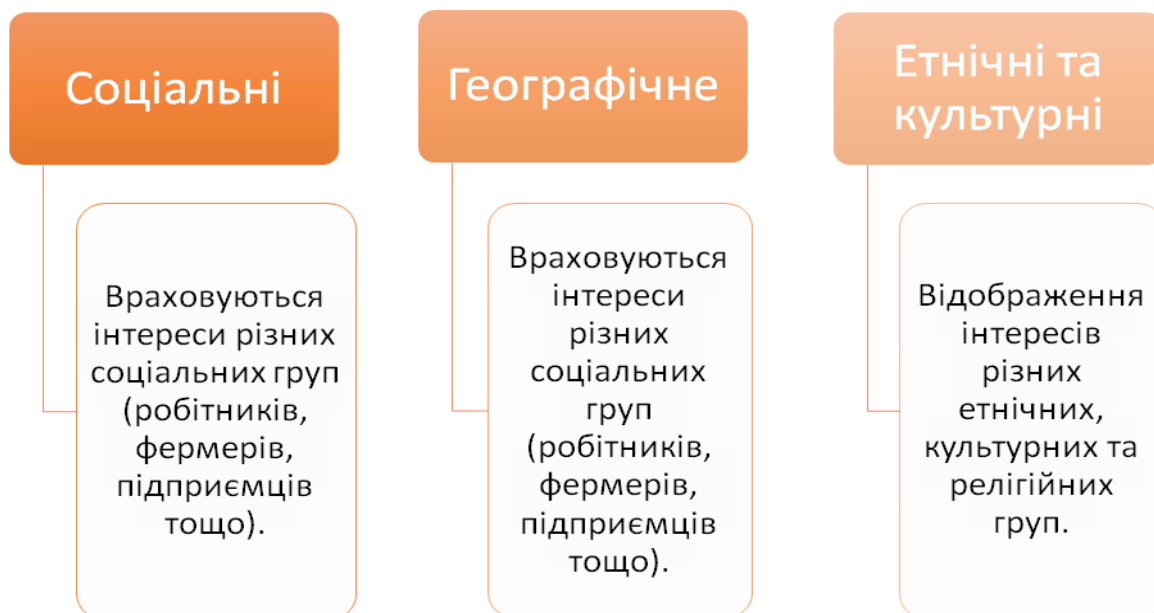 Соціальні
Враховуються
інтереси різних
соціальних груп
(робітників,
фермерів,
підприємців
тощо).
Географічне
Враховуються
інтереси
різних
соціальних
груп
(робітників,
фермерів,
підприємців
тощо).
Етнічні та
культурні
Відображення
інтересів
різних
етнічних,
культурних та
релігійних
груп.